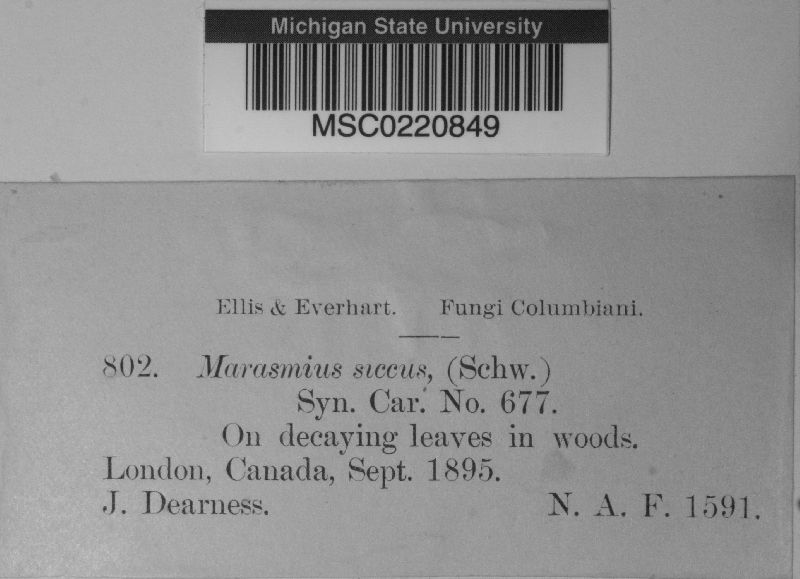 Michigan State University
MSC0220849
Ellis & Everhart. Fungi Columbiani.
802. Marasmius siccus, (Schw.)
Syn. Car. No. 677.
On decaying leaves in woods.
London, Canada, Sept. 1895.
J. Dearness. N. A. F. 1591.